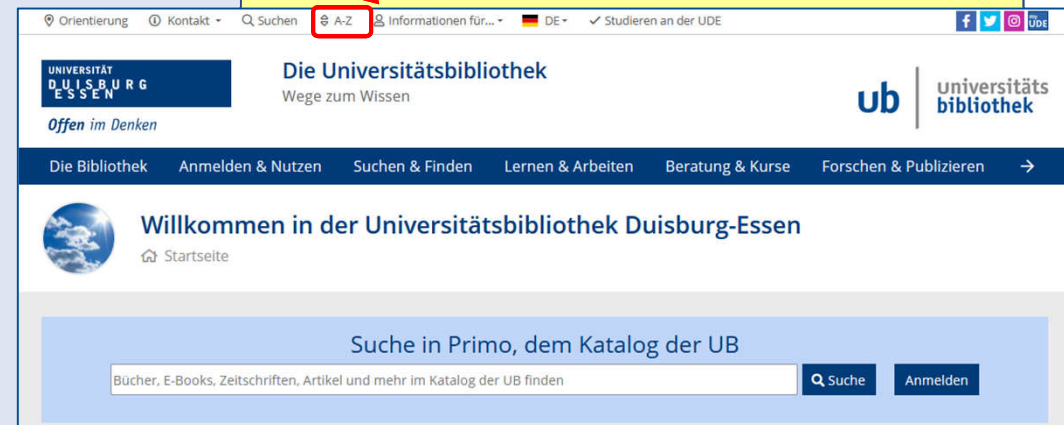 Orientierung Kontakt Suchen A-Z Informationen für... DE Studieren an der UDE
my UDE
UNIVERSITÄT
DUISBURG
ESSEN
Offen im Denken
Die Universitätsbibliothek
Wege zum Wissen
ub universitäts
bibliothek
Die Bibliothek Anmelden & Nutzen Suchen & Finden Lernen & Arbeiten Beratung & Kurse Forschen & Publizieren
Willkommen in der Universitätsbibliothek Duisburg-Essen
Startseite
Suche in Primo, dem Katalog der UB
Bücher, E-Books, Zeitschriften, Artikel und mehr im Katalog der UB finden Suche Anmelden